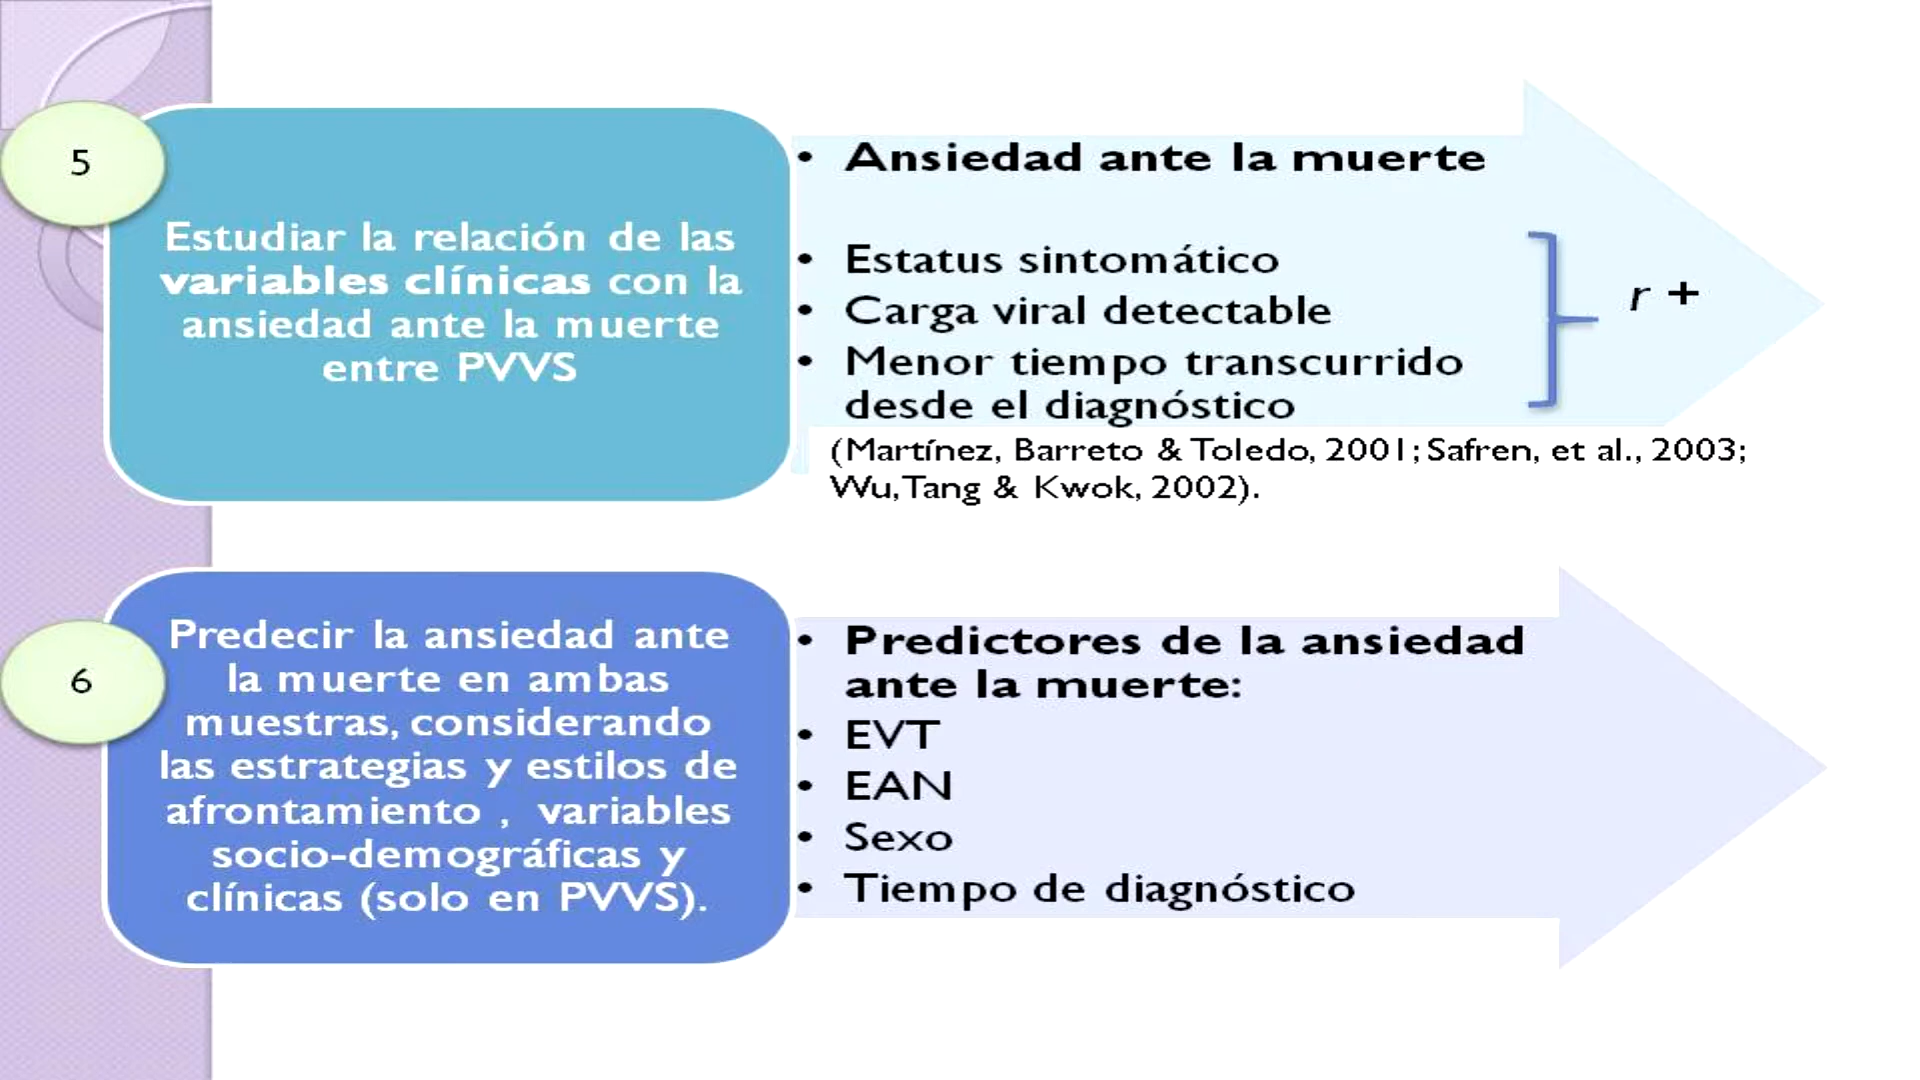 5
Estudiar la relación de las
variables clínicas con la
ansiedad ante la muerte
entre PVVS
• Ansiedad ante la muerte
• Estatus sintomático
• Carga viral detectable
• Menor tiempo transcurrido
desde el diagnóstico
r +
(Martínez, Barreto & Toledo, 2001; Safren, et al., 2003;
Wu, Tang & Kwok, 2002).
6
Predecir la ansiedad ante
la muerte en ambas
muestras, considerando
las estrategias y estilos de
afrontamiento , variables
socio-demográficas y
clínicas (solo en PVVS).
• Predictores de la ansiedad
ante la muerte:
• EVT
• EAN
• Sexo
• Tiempo de diagnóstico